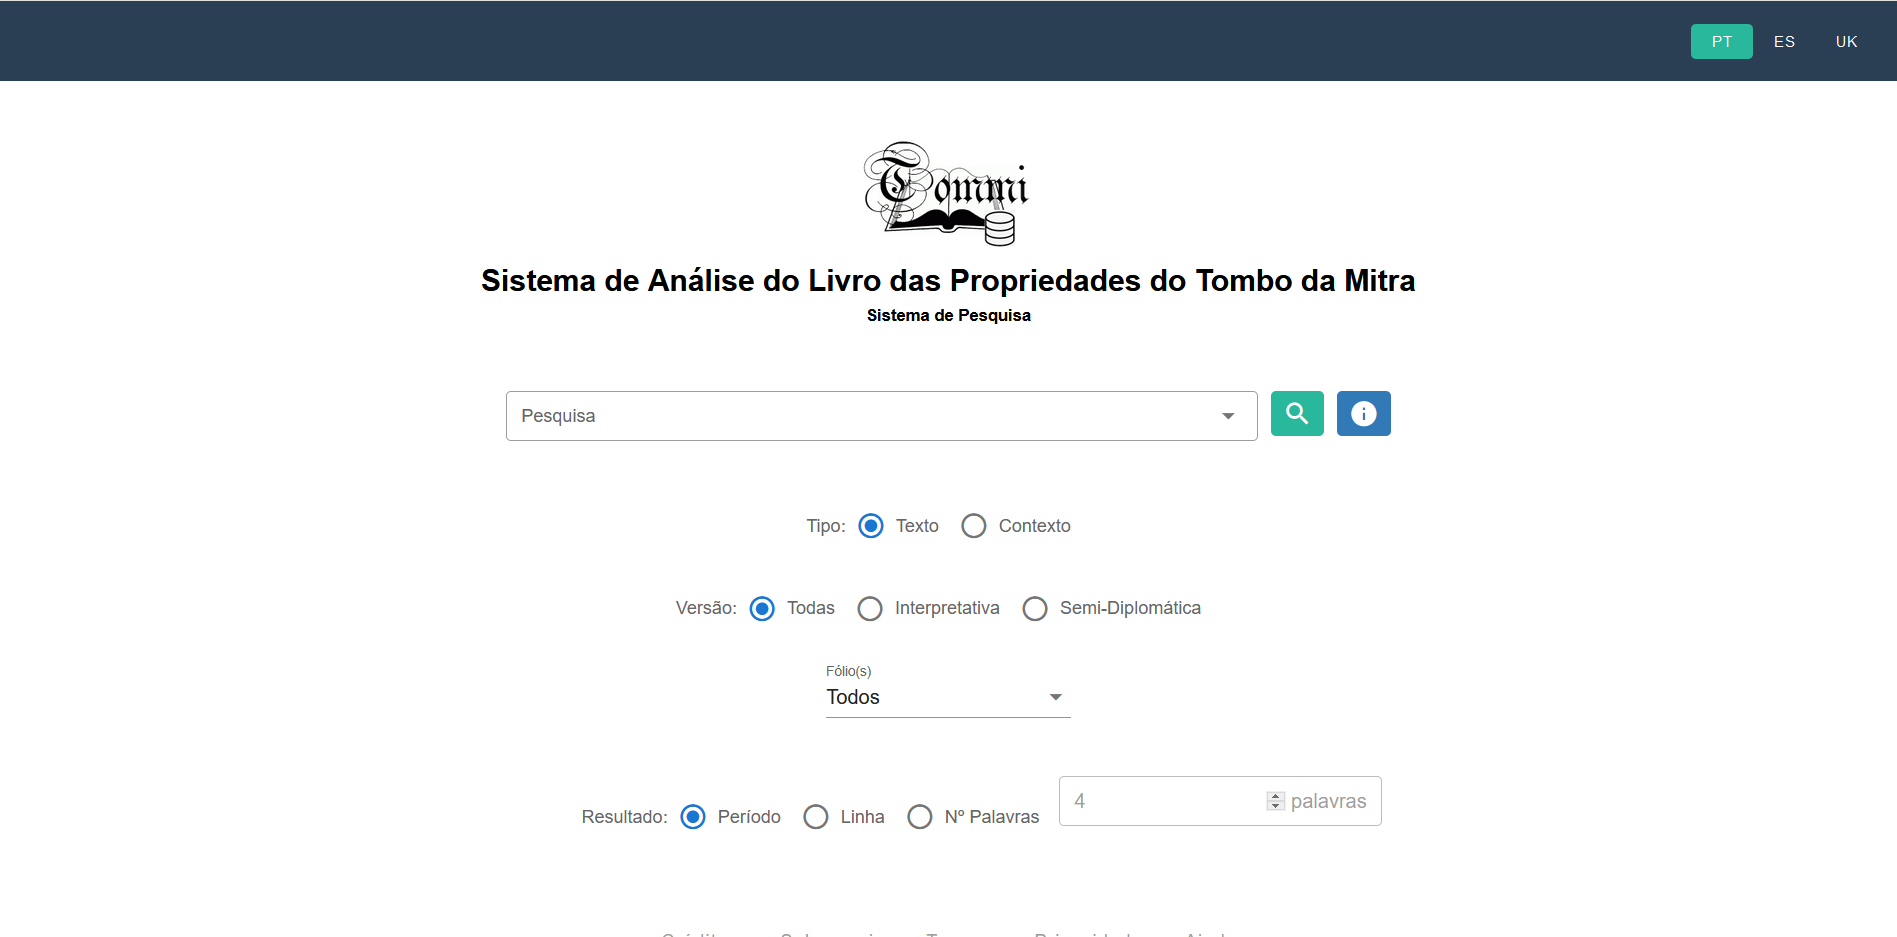 PT ES UK
Tommi
Sistema de Análise do Livro das Propriedades do Tombo da Mitra
Sistema de Pesquisa
Pesquisa
Tipo: Texto Contexto
Versão: Todas Interpretativa Semi-Diplomática
Fólio(s)
Todos
Resultado: Período Linha Nº Palavras 4 palavras